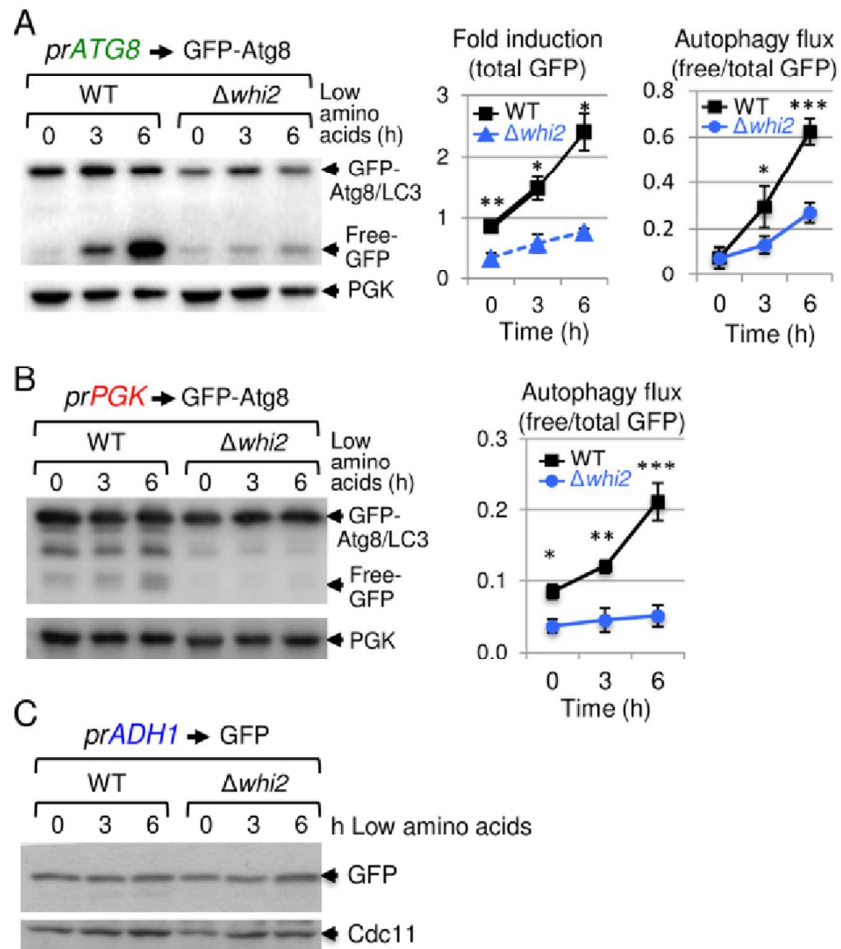 A
prATG8 → GFP-Atg8
WT Δwhi2
Low amino acids (h)
0 3 6 0 3 6
GFP-Atg8/LC3
Free-GFP
PGK
Fold induction
(total GFP)
3
2
1
0
WT
Δwhi2
** * *
0 3 6
Time (h)
Autophagy flux
(free/total GFP)
0.8
0.6
0.4
0.2
0
WT
Δwhi2
* ***
0 3 6
Time (h)
B
prPGK → GFP-Atg8
WT Δwhi2
Low amino acids (h)
0 3 6 0 3 6
GFP-Atg8/LC3
Free-GFP
PGK
Autophagy flux
(free/total GFP)
0.3
0.2
0.1
0.0
WT
Δwhi2
* ** ***
0 3 6
Time (h)
C
prADH1 → GFP
WT Δwhi2
0 3 6 0 3 6 h Low amino acids
GFP
Cdc11